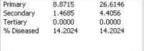 Primary 8.8715 26.6146
Secondary 1.4685 4.4056
Tertiary 0.0000 0.0000
% Diseased 14.2024 14.2024